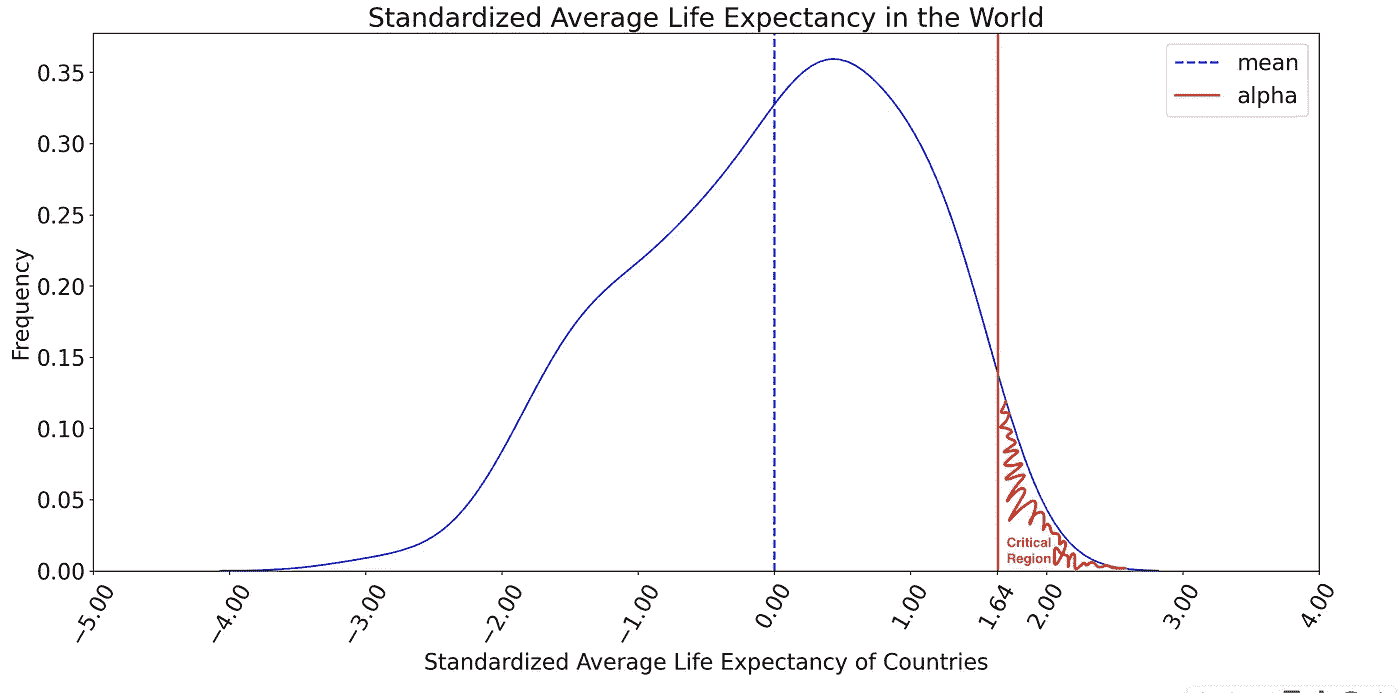 Standardized Average Life Expectancy in the World
mean
alpha
Frequency
0.35
0.30
0.25
0.20
0.15
0.10
0.05
0.00
Critical
Region
−5.00
−4.00
−3.00
−2.00
−1.00
0.00
1.00
1.64
2.00
3.00
4.00
Standardized Average Life Expectancy of Countries